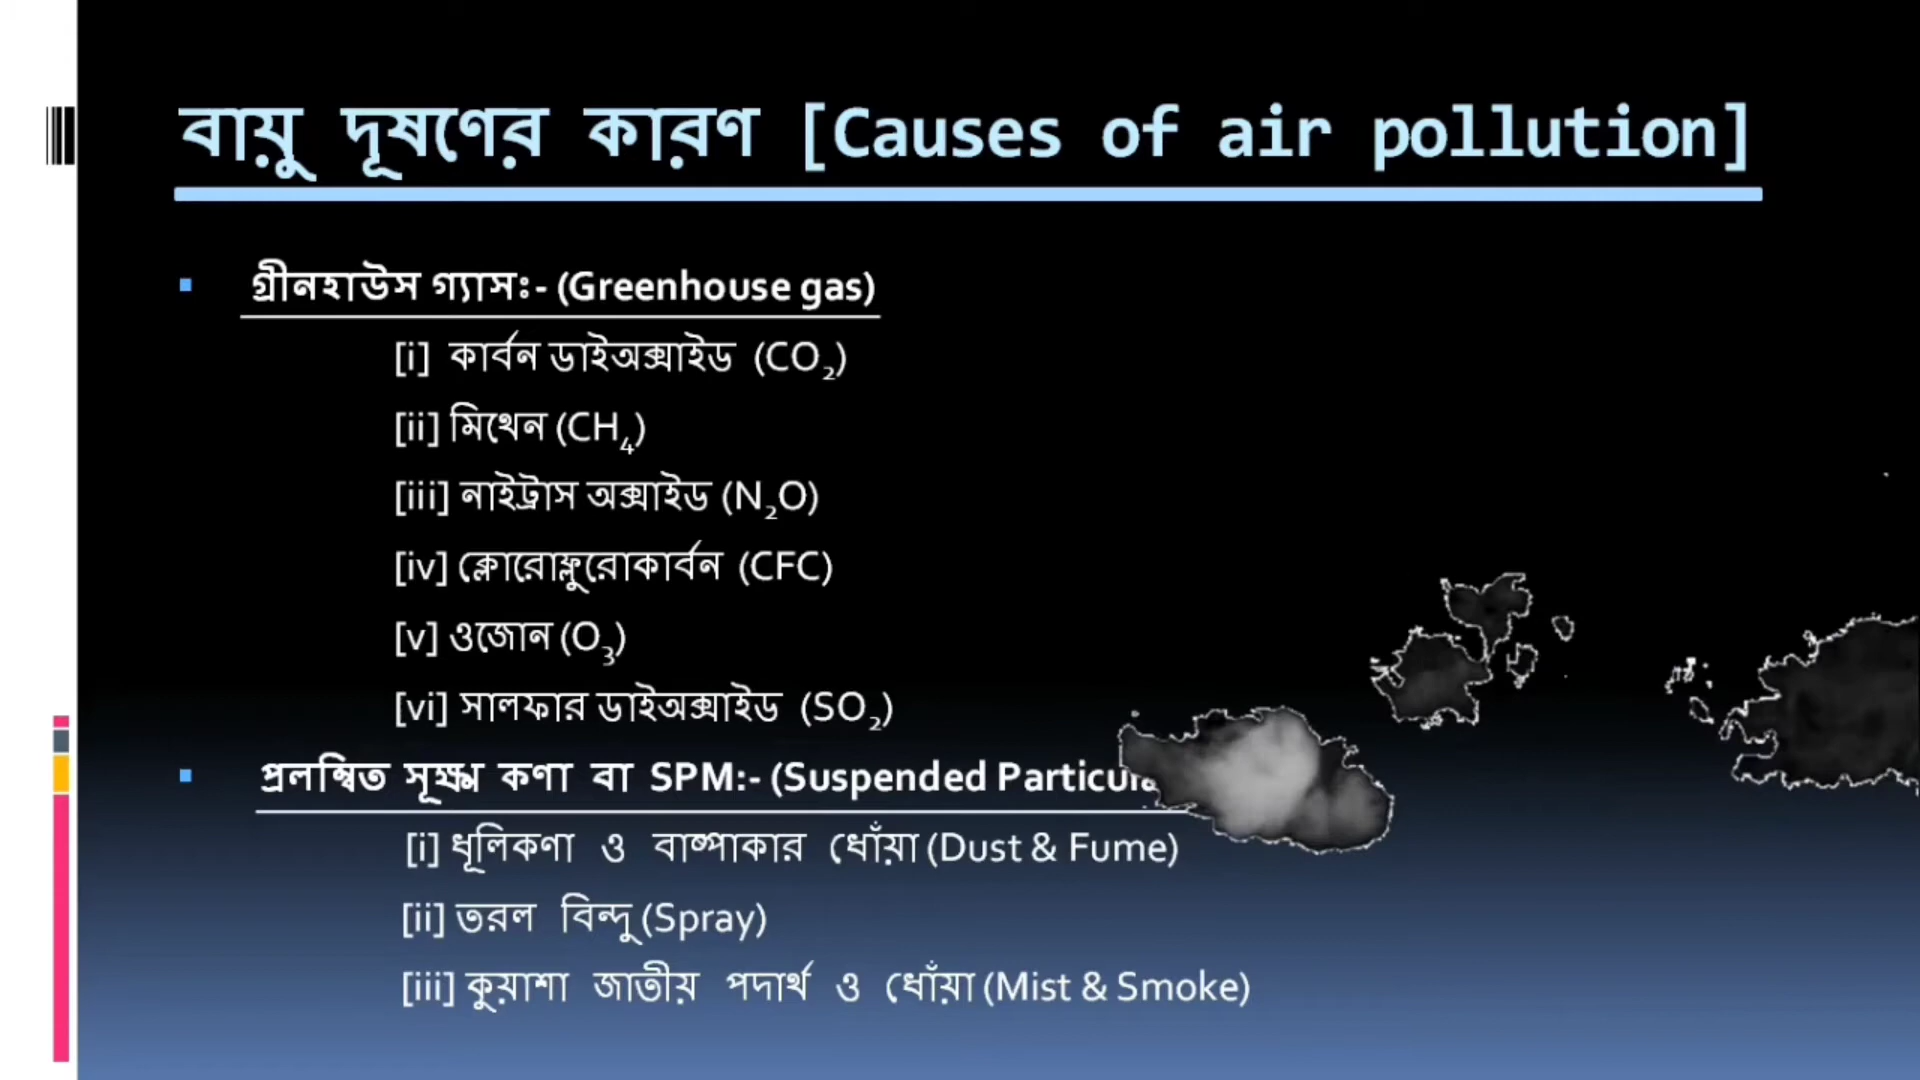 বায়ু দূষণের কারণ [Causes of air pollution]
গ্রীনহাউস গ্যাসঃ- (Greenhouse gas)
[i] কার্বন ডাইঅক্সাইড (CO₂)
[ii] মিথেন (CH₄)
[iii] নাইট্রাস অক্সাইড (N₂O)
[iv] ক্লোরোফ্লুরোকার্বন (CFC)
[v] ওজোন (O₃)
[vi] সালফার ডাইঅক্সাইড (SO₂)
প্রলম্বিত সূক্ষ্ম কণা বা SPM:- (Suspended
[i] ধূলিকণা ও বাষ্পাকার ধোঁয়া (Dust & Fume)
[ii] তরল বিন্দু (Spray)
[iii] কুয়াশা জাতীয় পদার্থ ও ধোঁয়া (Mist & Smoke)